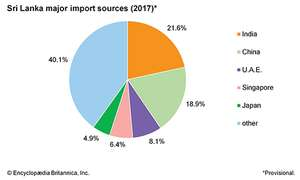 Sri Lanka major import sources (2017)*
21.6%
18.9%
8.1%
6.4%
4.9%
40.1%
India
China
U.A.E.
Singapore
Japan
other
© Encyclopædia Britannica, Inc.
*Provisional.